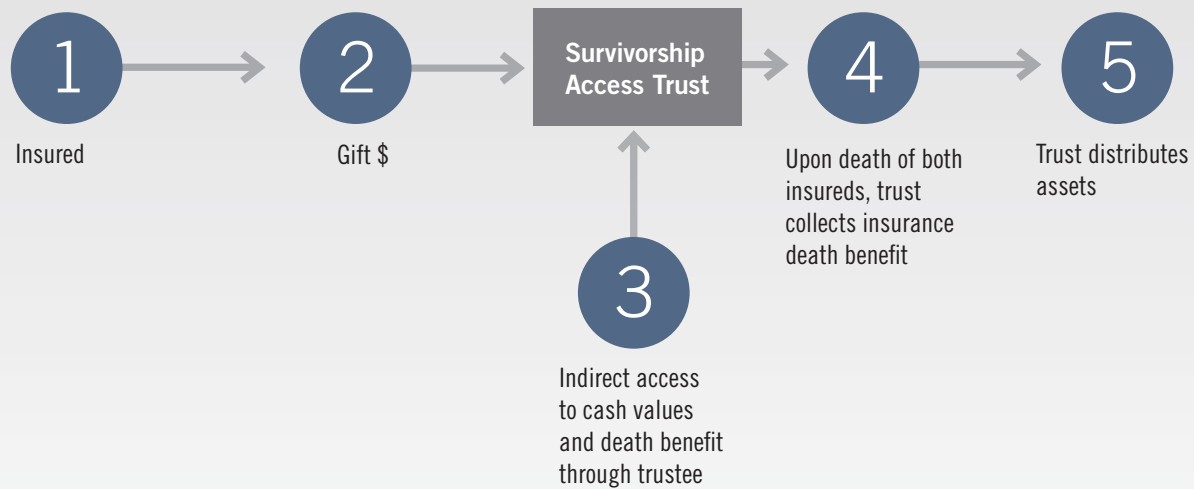 1
Insured
2
Gift $
Survivorship
Access Trust
3
Indirect access
to cash values
and death benefit
through trustee
4
Upon death of both
insureds, trust
collects insurance
death benefit
5
Trust distributes
assets